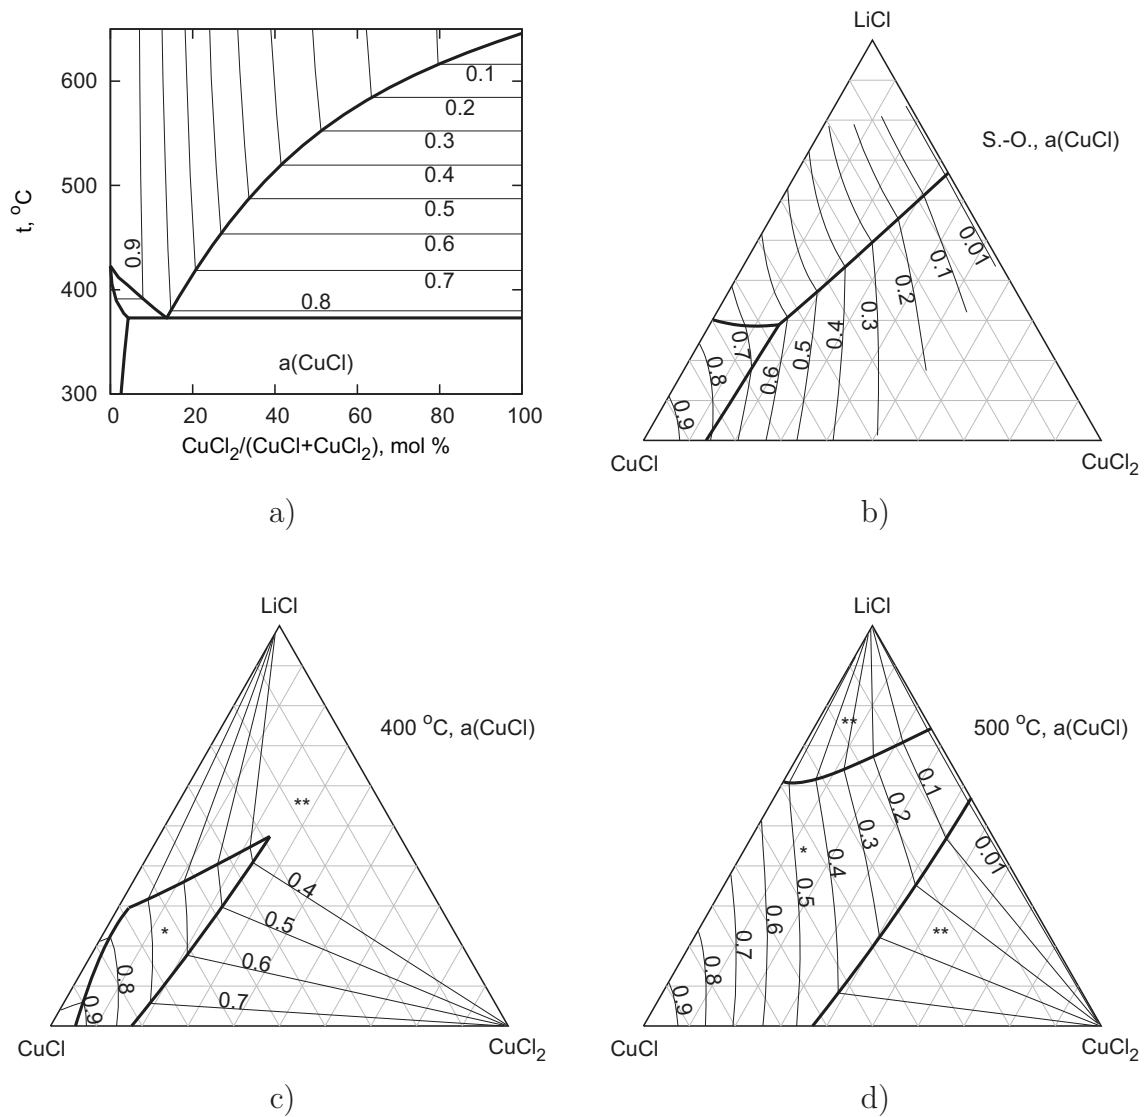 600
500
400
300
t, °C
0.9
0.1
0.2
0.3
0.4
0.5
0.6
0.7
0.8
a(CuCl)
0 20 40 60 80 100
CuCl₂/(CuCl+CuCl₂), mol %
a)
LiCl
S.-O., a(CuCl)
0.01
0.1
0.2
0.3
0.4
0.5
0.6
0.7
0.8
0.9
CuCl CuCl₂
b)
LiCl
400 °C, a(CuCl)
**
*
0.4
0.5
0.6
0.7
0.8
0.9
CuCl CuCl₂
c)
LiCl
500 °C, a(CuCl)
**
*
**
0.01
0.1
0.2
0.3
0.4
0.5
0.6
0.7
0.8
0.9
CuCl CuCl₂
d)